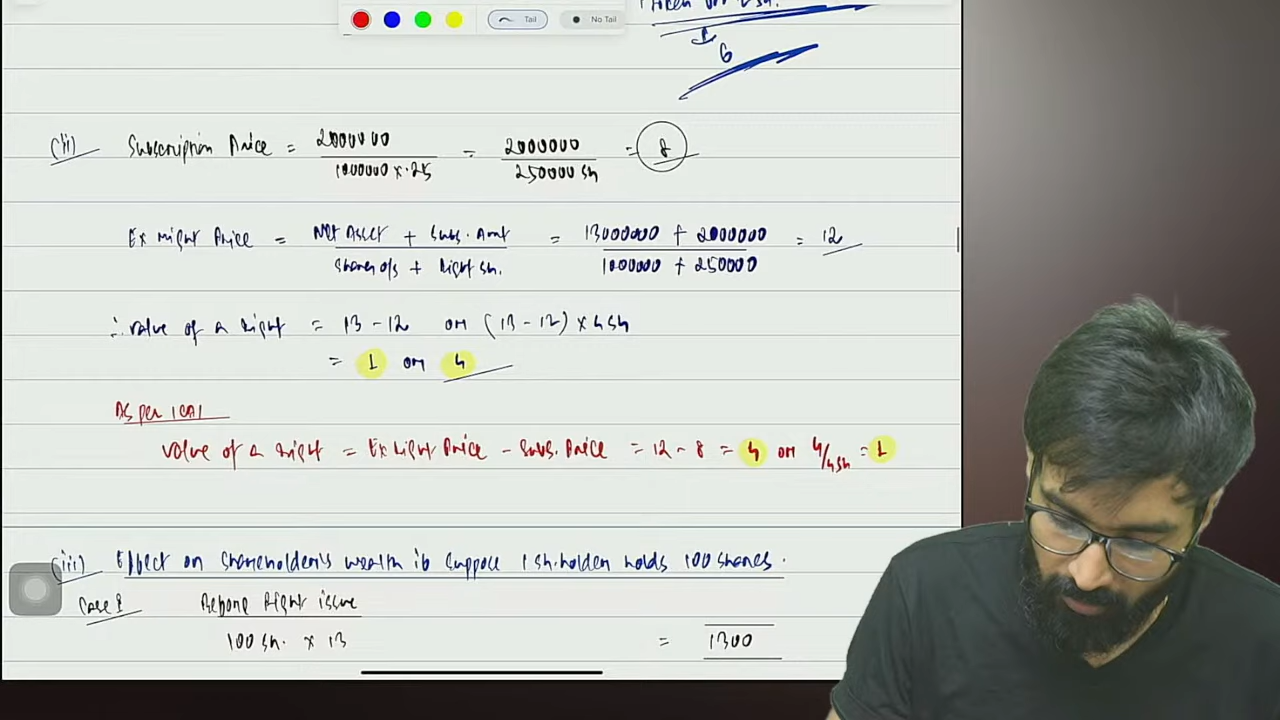 Tail No Tail
6
(ii) Subscription Price = 2000000 / 1000000 x .25 = 2000000 / 250000 sh = 8
Ex Right Price = Net Asset + Subs. Amt / Shares o/s + Right sh. = 13000000 + 2000000 / 1000000 + 250000 = 12
∴ value of a right = 13 - 12 or (13 - 12) x 4 sh
= 1 or 4
As per ICAI
value of a right = Ex Right Price - Subs. Price = 12 - 8 = 4 or 4/4 sh = 1
(iii) Effect on shareholder's wealth if suppose 1 sh.holder holds 100 shares.
Case 1 Before Right issue
100 sh. x 13 = 1300